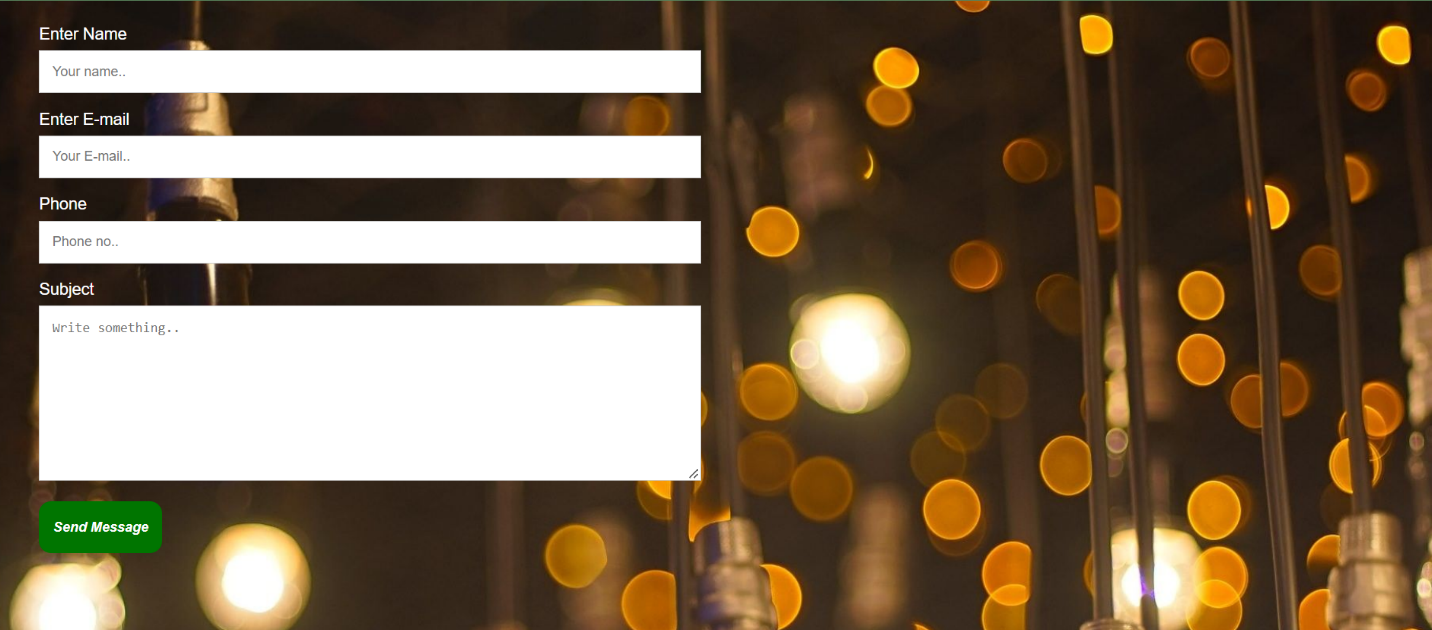 Enter Name
Your name..
Enter E-mail
Your E-mail..
Phone
Phone no..
Subject
Write something..
Send Message